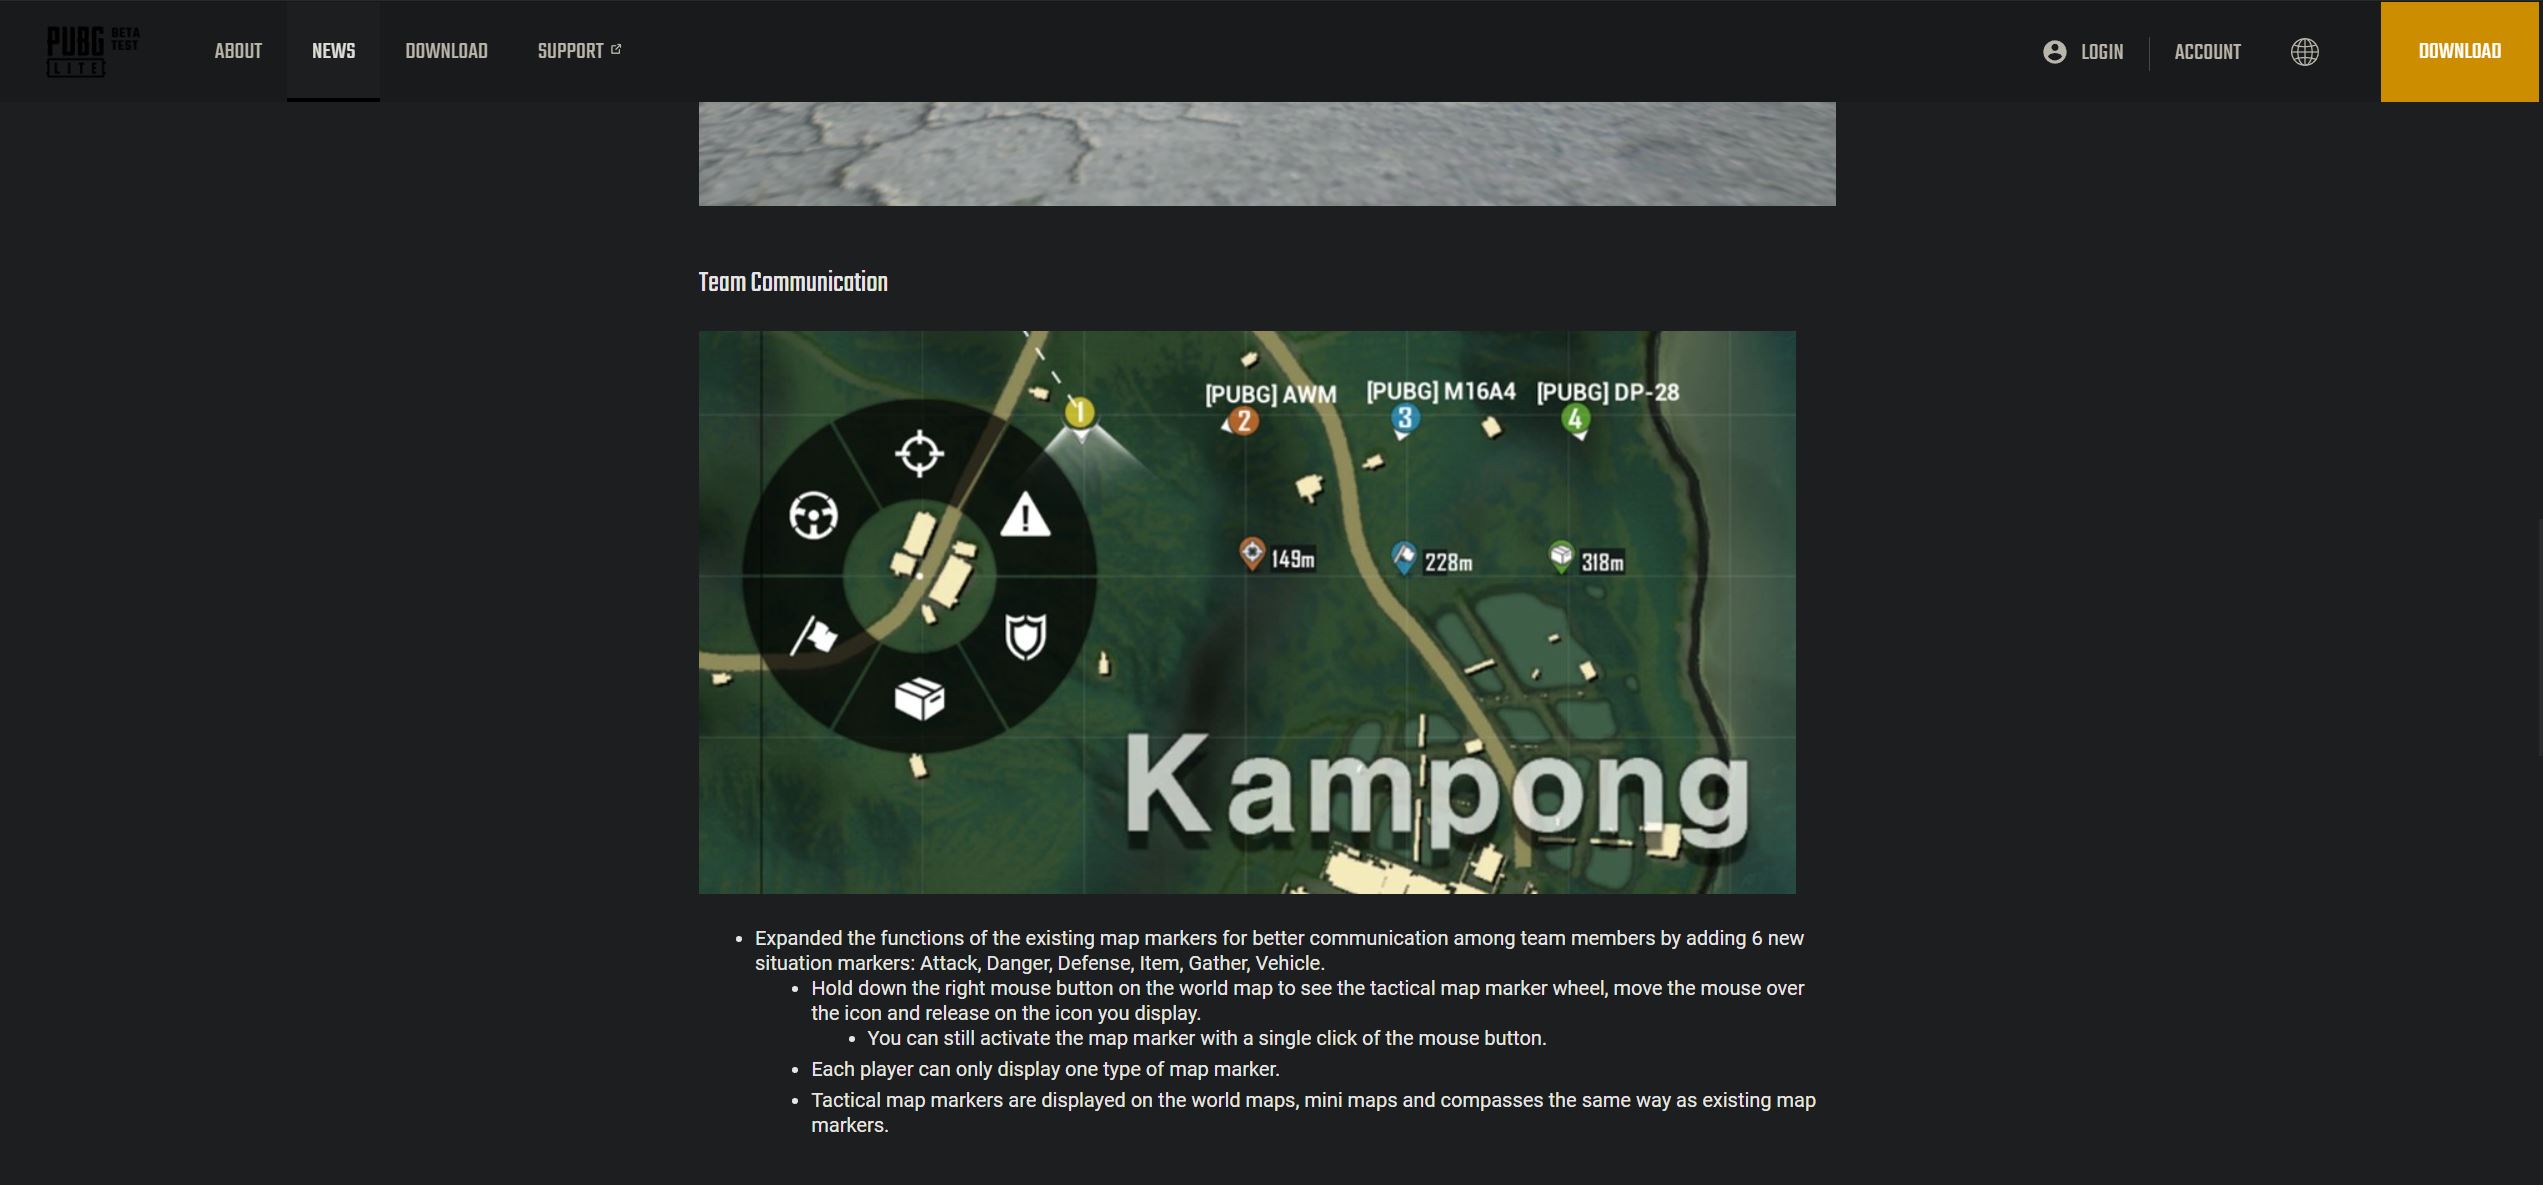 PUBG BETA
TEST
LITE
ABOUT
NEWS
DOWNLOAD
SUPPORT
LOGIN
ACCOUNT
DOWNLOAD
Team Communication
1
[PUBG] AWM
2
[PUBG] M16A4
3
[PUBG] DP-28
4
149m
228m
318m
Kampong
• Expanded the functions of the existing map markers for better communication among team members by adding 6 new
situation markers: Attack, Danger, Defense, Item, Gather, Vehicle.
• Hold down the right mouse button on the world map to see the tactical map marker wheel, move the mouse over
the icon and release on the icon you display.
• You can still activate the map marker with a single click of the mouse button.
• Each player can only display one type of map marker.
• Tactical map markers are displayed on the world maps, mini maps and compasses the same way as existing map
markers.